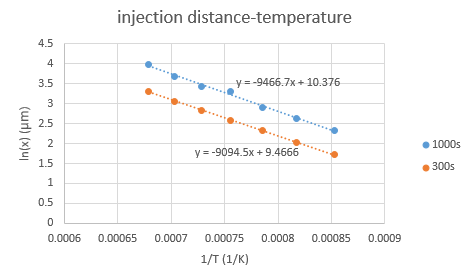 injection distance-temperature
4.5
4
3.5
3
2.5
2
1.5
1
0.5
0
ln(x) (µm)
y = -9466.7x + 10.376
y = -9094.5x + 9.4666
1000s
300s
0.0006 0.00065 0.0007 0.00075 0.0008 0.00085 0.0009
1/T (1/K)